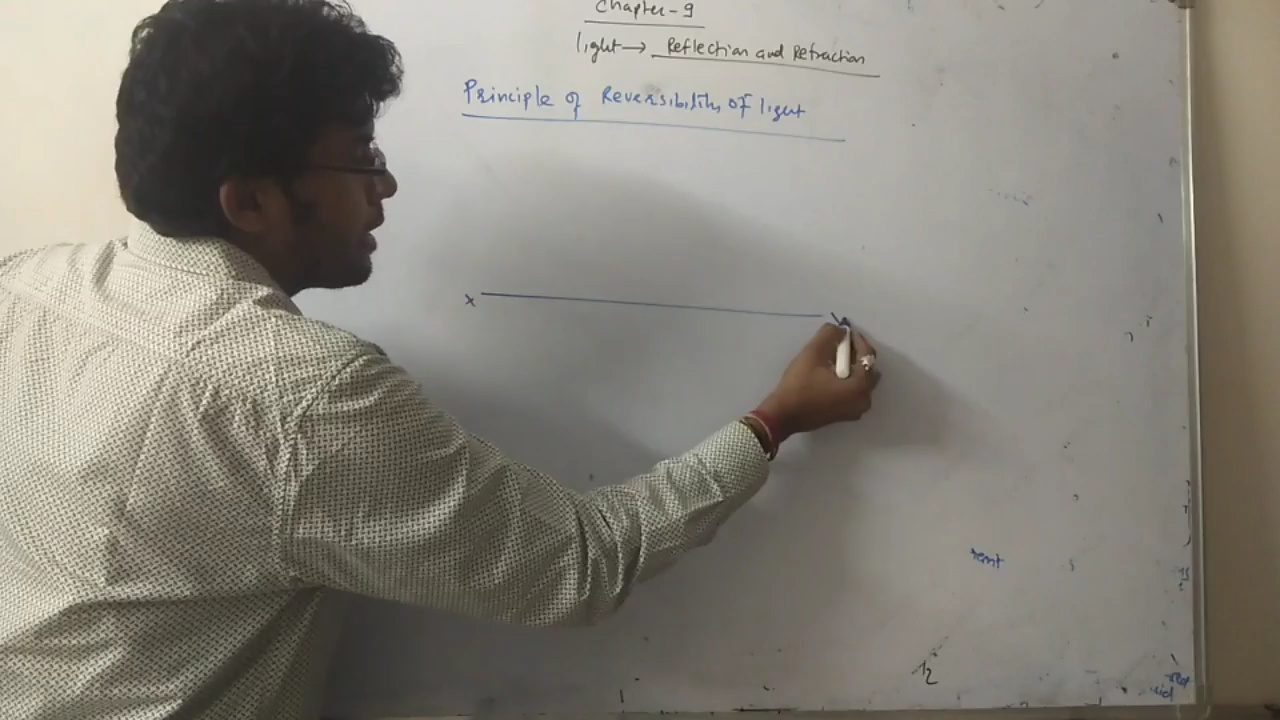 Chapter-9
light→ Reflection and Refraction
Principle of Reversibility of light
x